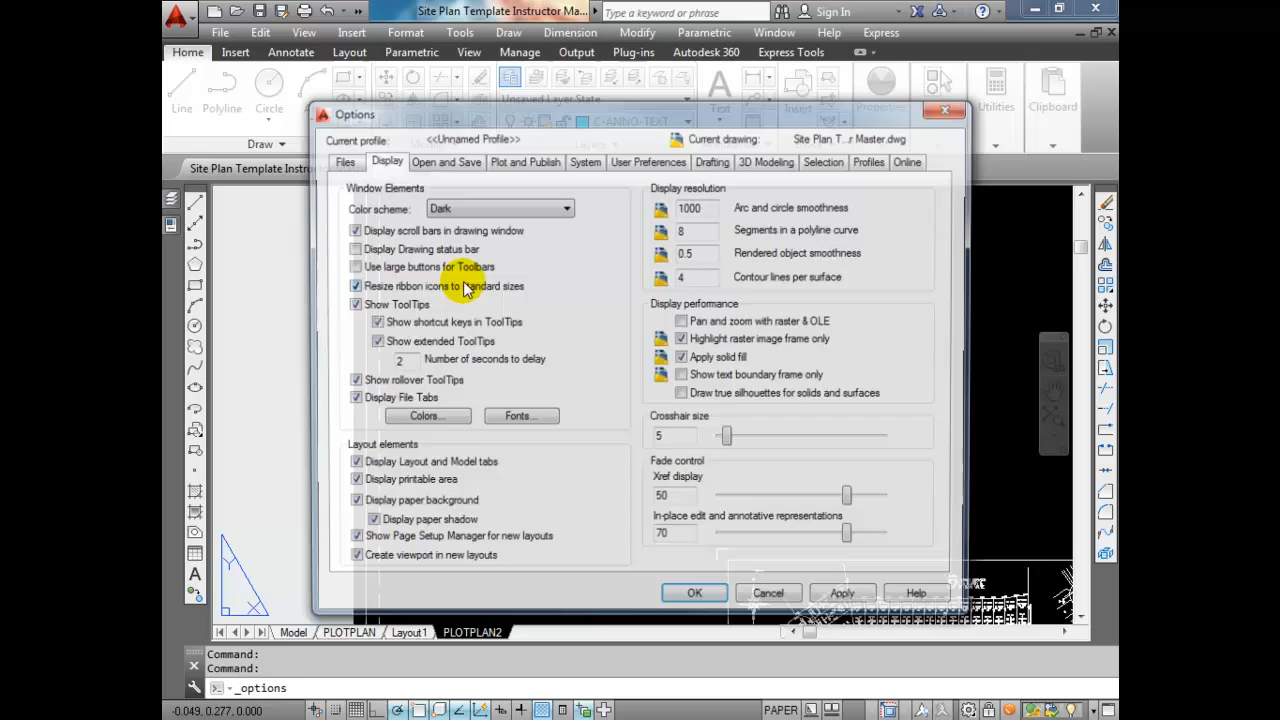 Site Plan Template Instructor Ma...
Type a keyword or phrase
Sign In
File Edit View Insert Format Tools Draw Dimension Modify Parametric Window Help Express
Home Insert Annotate Layout Parametric View Manage Output Plug-ins Autodesk 360 Express Tools
Unsaved Layer State
Line Polyline Circle Text Insert Properties Utilities Clipboard
C-ANNO-TEXT
Draw
Site Plan Template Instru
Options
Current profile: <<Unnamed Profile>> Current drawing: Site Plan T...r Master.dwg
Files Display Open and Save Plot and Publish System User Preferences Drafting 3D Modeling Selection Profiles Online
Window Elements
Color scheme: Dark
Display scroll bars in drawing window
Display Drawing status bar
Use large buttons for Toolbars
Resize ribbon icons to standard sizes
Show ToolTips
Show shortcut keys in ToolTips
Show extended ToolTips
2 Number of seconds to delay
Show rollover ToolTips
Display File Tabs
Colors... Fonts...
Layout elements
Display Layout and Model tabs
Display printable area
Display paper background
Display paper shadow
Show Page Setup Manager for new layouts
Create viewport in new layouts
Display resolution
1000 Arc and circle smoothness
8 Segments in a polyline curve
0.5 Rendered object smoothness
4 Contour lines per surface
Display performance
Pan and zoom with raster & OLE
Highlight raster image frame only
Apply solid fill
Show text boundary frame only
Draw true silhouettes for solids and surfaces
Crosshair size
5
Fade control
Xref display
50
In-place edit and annotative representations
70
OK Cancel Apply Help
Y
X
A
Model PLOTPLAN Layout1 PLOTPLAN2
Command:
Command:
_options
-0.049, 0.277, 0.000
PAPER